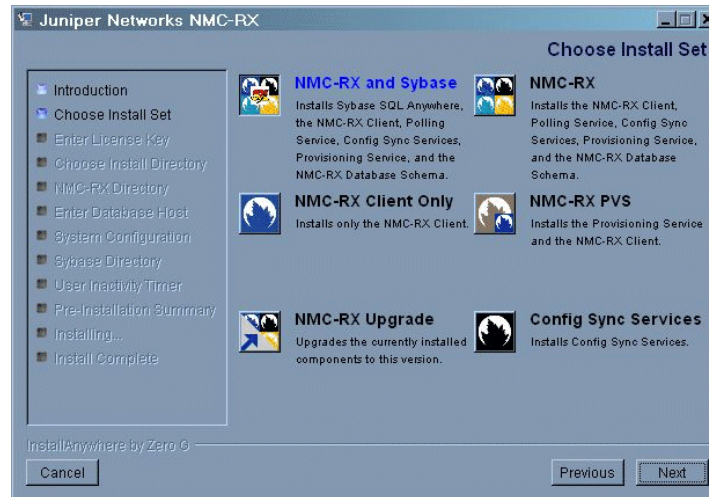 Juniper Networks NMC-RX
Choose Install Set
Introduction
Choose Install Set
Enter License Key
Choose Install Directory
NMC-RX Directory
Enter Database Host
System Configuration
Sybase Directory
User Inactivity Timer
Pre-Installation Summary
Installing...
Install Complete
NMC-RX and Sybase
Installs Sybase SQL Anywhere,
the NMC-RX Client, Polling
Service, Config Sync Services,
Provisioning Service, and the
NMC-RX Database Schema.
NMC-RX
Installs the NMC-RX Client,
Polling Service, Config Sync
Services, Provisioning Service,
and the NMC-RX Database
Schema.
NMC-RX Client Only
Installs only the NMC-RX Client.
NMC-RX PVS
Installs the Provisioning Service
and the NMC-RX Client.
NMC-RX Upgrade
Upgrades the currently installed
components to this version.
Config Sync Services
Installs Config Sync Services.
InstallAnywhere by Zero G
Cancel
Previous
Next